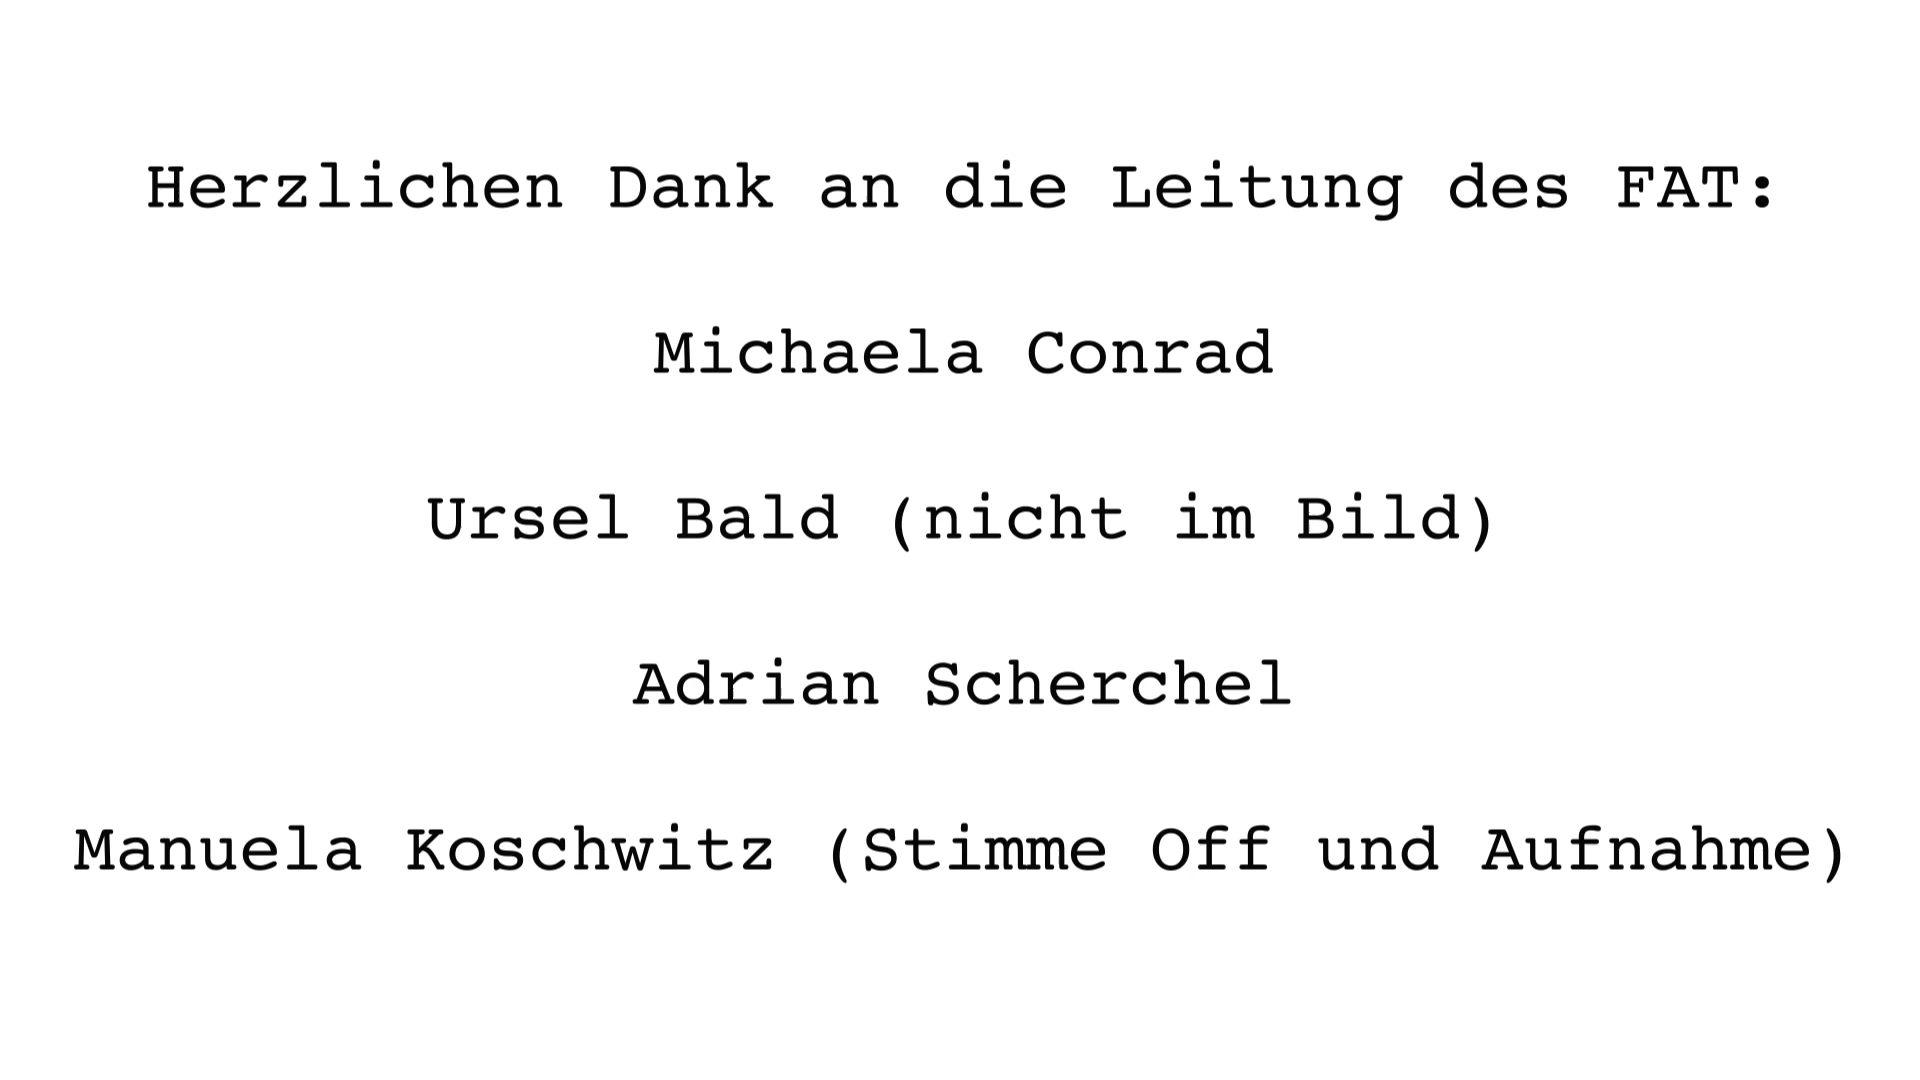 Herzlichen Dank an die Leitung des FAT:
Michaela Conrad
Ursel Bald (nicht im Bild)
Adrian Scherchel
Manuela Koschwitz (Stimme Off und Aufnahme)